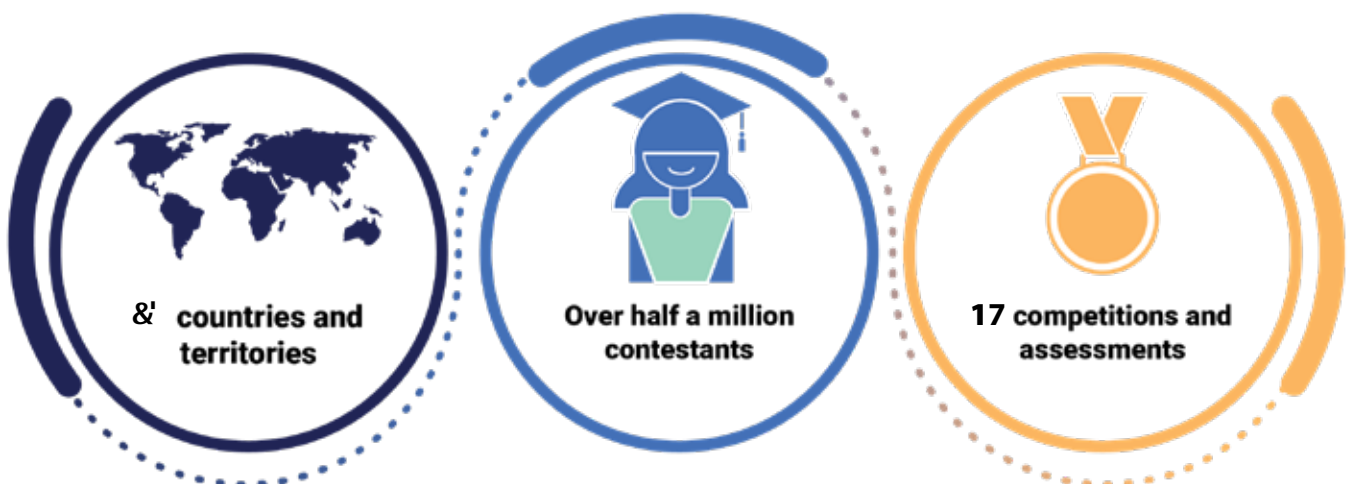 &' countries and
territories
Over half a million
contestants
17 competitions and
assessments